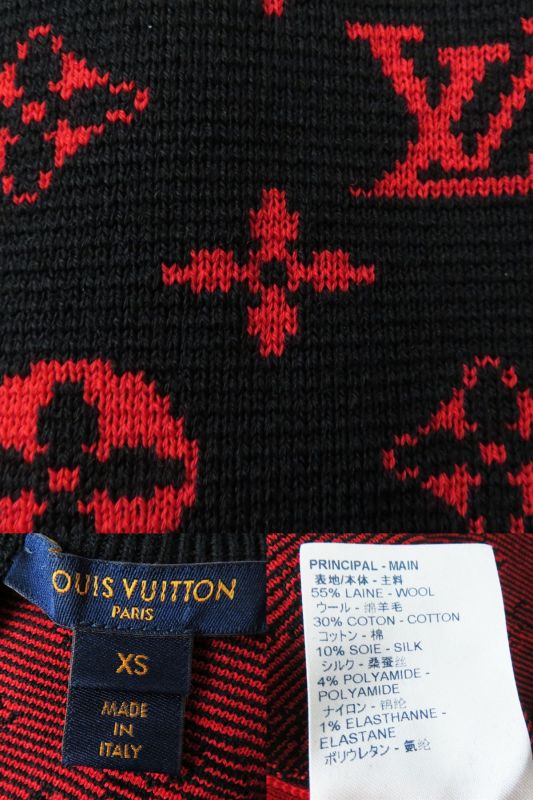 LV
OUIS VUITTON
PARIS
XS
MADE
IN
ITALY
PRINCIPAL - MAIN
表地/本体 - 主料
55% LAINE - WOOL
ウール - 绵羊毛
30% COTON - COTTON
コットン - 棉
10% SOIE - SILK
シルク - 桑蚕丝
4% POLYAMIDE -
POLYAMIDE
ナイロン - 锦纶
1% ELASTHANNE -
ELASTANE
ポリウレタン - 氨纶